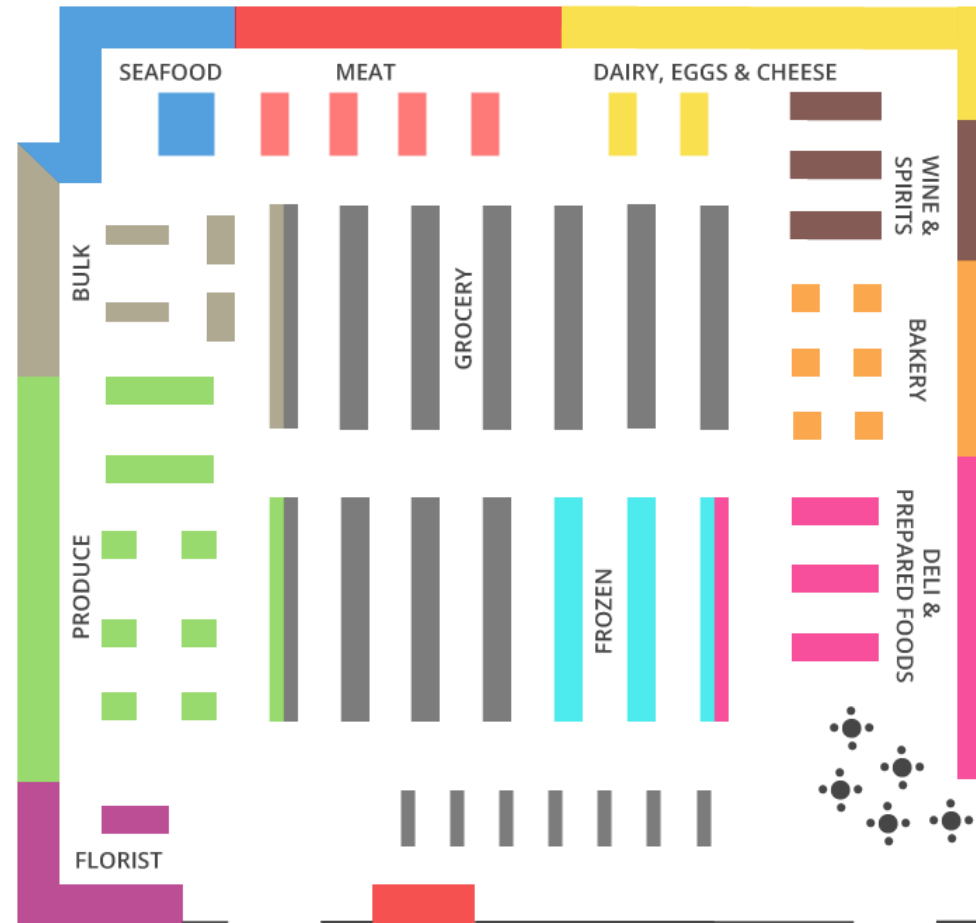 SEAFOOD
MEAT
DAIRY, EGGS & CHEESE
WINE &
SPIRITS
BULK
GROCERY
BAKERY
PRODUCE
FROZEN
DELI &
PREPARED FOODS
FLORIST